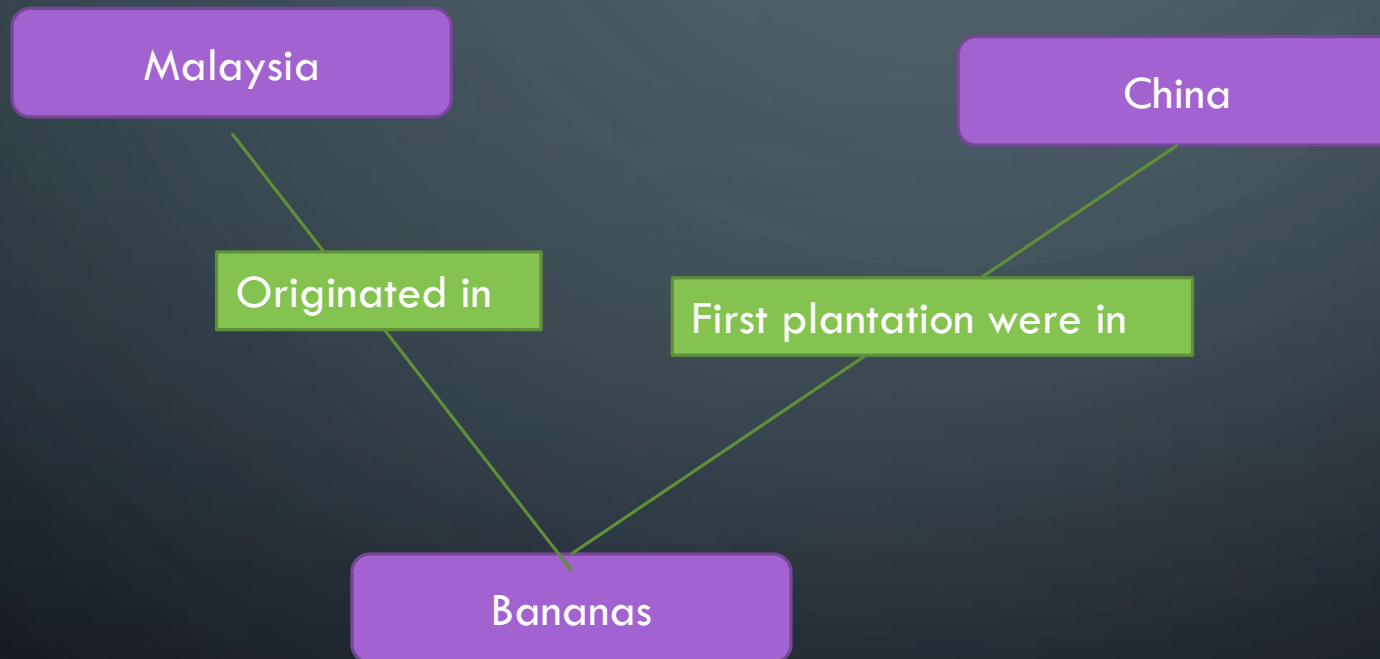 Malaysia
China
Originated in
First plantation were in
Bananas